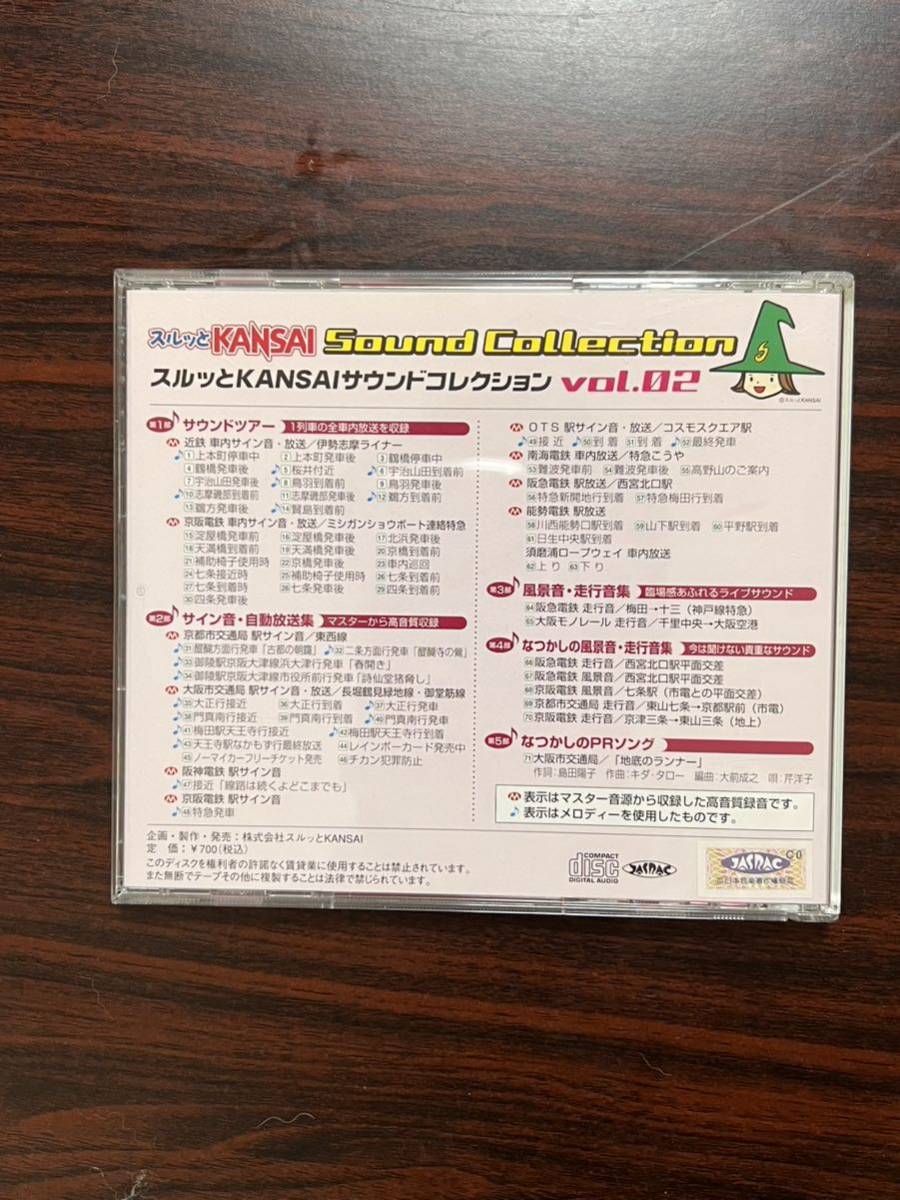 スルッとKANSAI Sound Collection
スルッとKANSAIサウンドコレクション vol.02
©スルッとKANSAI
第1部 サウンドツアー 1列車の全車内放送を収録
M 近鉄 車内サイン音・放送／伊勢志摩ライナー
♪1上本町停車中 2上本町発車後 3鶴橋停車中
4鶴橋発車後 ♪5桜井付近 ♪6宇治山田到着前
7宇治山田発車後 ♪8鳥羽到着前 9鳥羽発車後
♪10志摩磯部到着前 11志摩磯部発車後 ♪12鵜方到着前
13鵜方発車後 ♪14賢島到着前
M 京阪電鉄 車内サイン音・放送／ミシガンショウボート連絡特急
15淀屋橋発車前 16淀屋橋発車後 17北浜発車後
18天満橋到着前 19天満橋発車後 20京橋到着前
21補助椅子使用時 22京橋発車後 23車内巡回
24七条接近時 25補助椅子使用時 26七条到着前
27七条到着時 28七条発車後 29四条到着前
30四条発車後
第2部 サイン音・自動放送集 マスターから高音質収録
M 京都市交通局 駅サイン音／東西線
♪31醍醐方面行発車「古都の朝靄」 ♪32二条方面行発車「醍醐寺の鶯」
♪33御陵駅京阪大津線浜大津行発車「春開き」
♪34御陵駅京阪大津線市役所前行発車「詩仙堂猪脅し」
M 大阪市交通局 駅サイン音・放送／長堀鶴見緑地線・御堂筋線
♪35大正行接近 36大正行到着 ♪37大正行発車
♪38門真南行接近 39門真南行到着 ♪40門真南行発車
♪41梅田駅天王寺行接近 ♪42梅田駅天王寺行到着
♪43天王寺駅なかもず行最終放送 44レインボーカード発売中
45ノーマイカーフリーチケット発売 46チカン犯罪防止
M 阪神電鉄 駅サイン音
♪47接近「線路は続くよどこまでも」
M 京阪電鉄 駅サイン音
♪48特急発車
M OTS 駅サイン音・放送／コスモスクエア駅
♪49接近 ♪50到着 51到着 ♪52最終発車
M 南海電鉄 車内放送／特急こうや
53難波発車前 54難波発車後 55高野山のご案内
M 阪急電鉄 駅放送／西宮北口駅
56特急新開地行到着 57特急梅田行到着
M 能勢電鉄 駅放送
58川西能勢口駅到着 59山下駅到着 60平野駅到着
61日生中央駅到着
須磨浦ロープウェイ 車内放送
62上り 63下り
第3部 風景音・走行音集 臨場感あふれるライブサウンド
64阪急電鉄 走行音／梅田→十三（神戸線特急）
65大阪モノレール 走行音／千里中央→大阪空港
第4部 なつかしの風景音・走行音集 今は聞けない貴重なサウンド
66阪急電鉄 走行音／西宮北口駅平面交差
67阪急電鉄 風景音／西宮北口駅平面交差
68京阪電鉄 風景音／七条駅（市電との平面交差）
69京都市交通局 走行音／東山七条→京都駅前（市電）
70京阪電鉄 走行音／京津三条→東山三条（地上）
第5部 なつかしのPRソング
71大阪市交通局／「地底のランナー」
作詞：島田陽子 作曲：キダ・タロー 編曲：大前成之 唄：芹洋子
M 表示はマスター音源から収録した高音質録音です。
♪ 表示はメロディーを使用したものです。
企画・製作・発売：株式会社スルッとKANSAI
定 価：¥700（税込）
このディスクを権利者の許諾なく賃貸業に使用することは禁止されています。
また無断でテープその他に複製することは法律で禁じられています。
COMPACT disc DIGITAL AUDIO
JASRAC
JASRAC